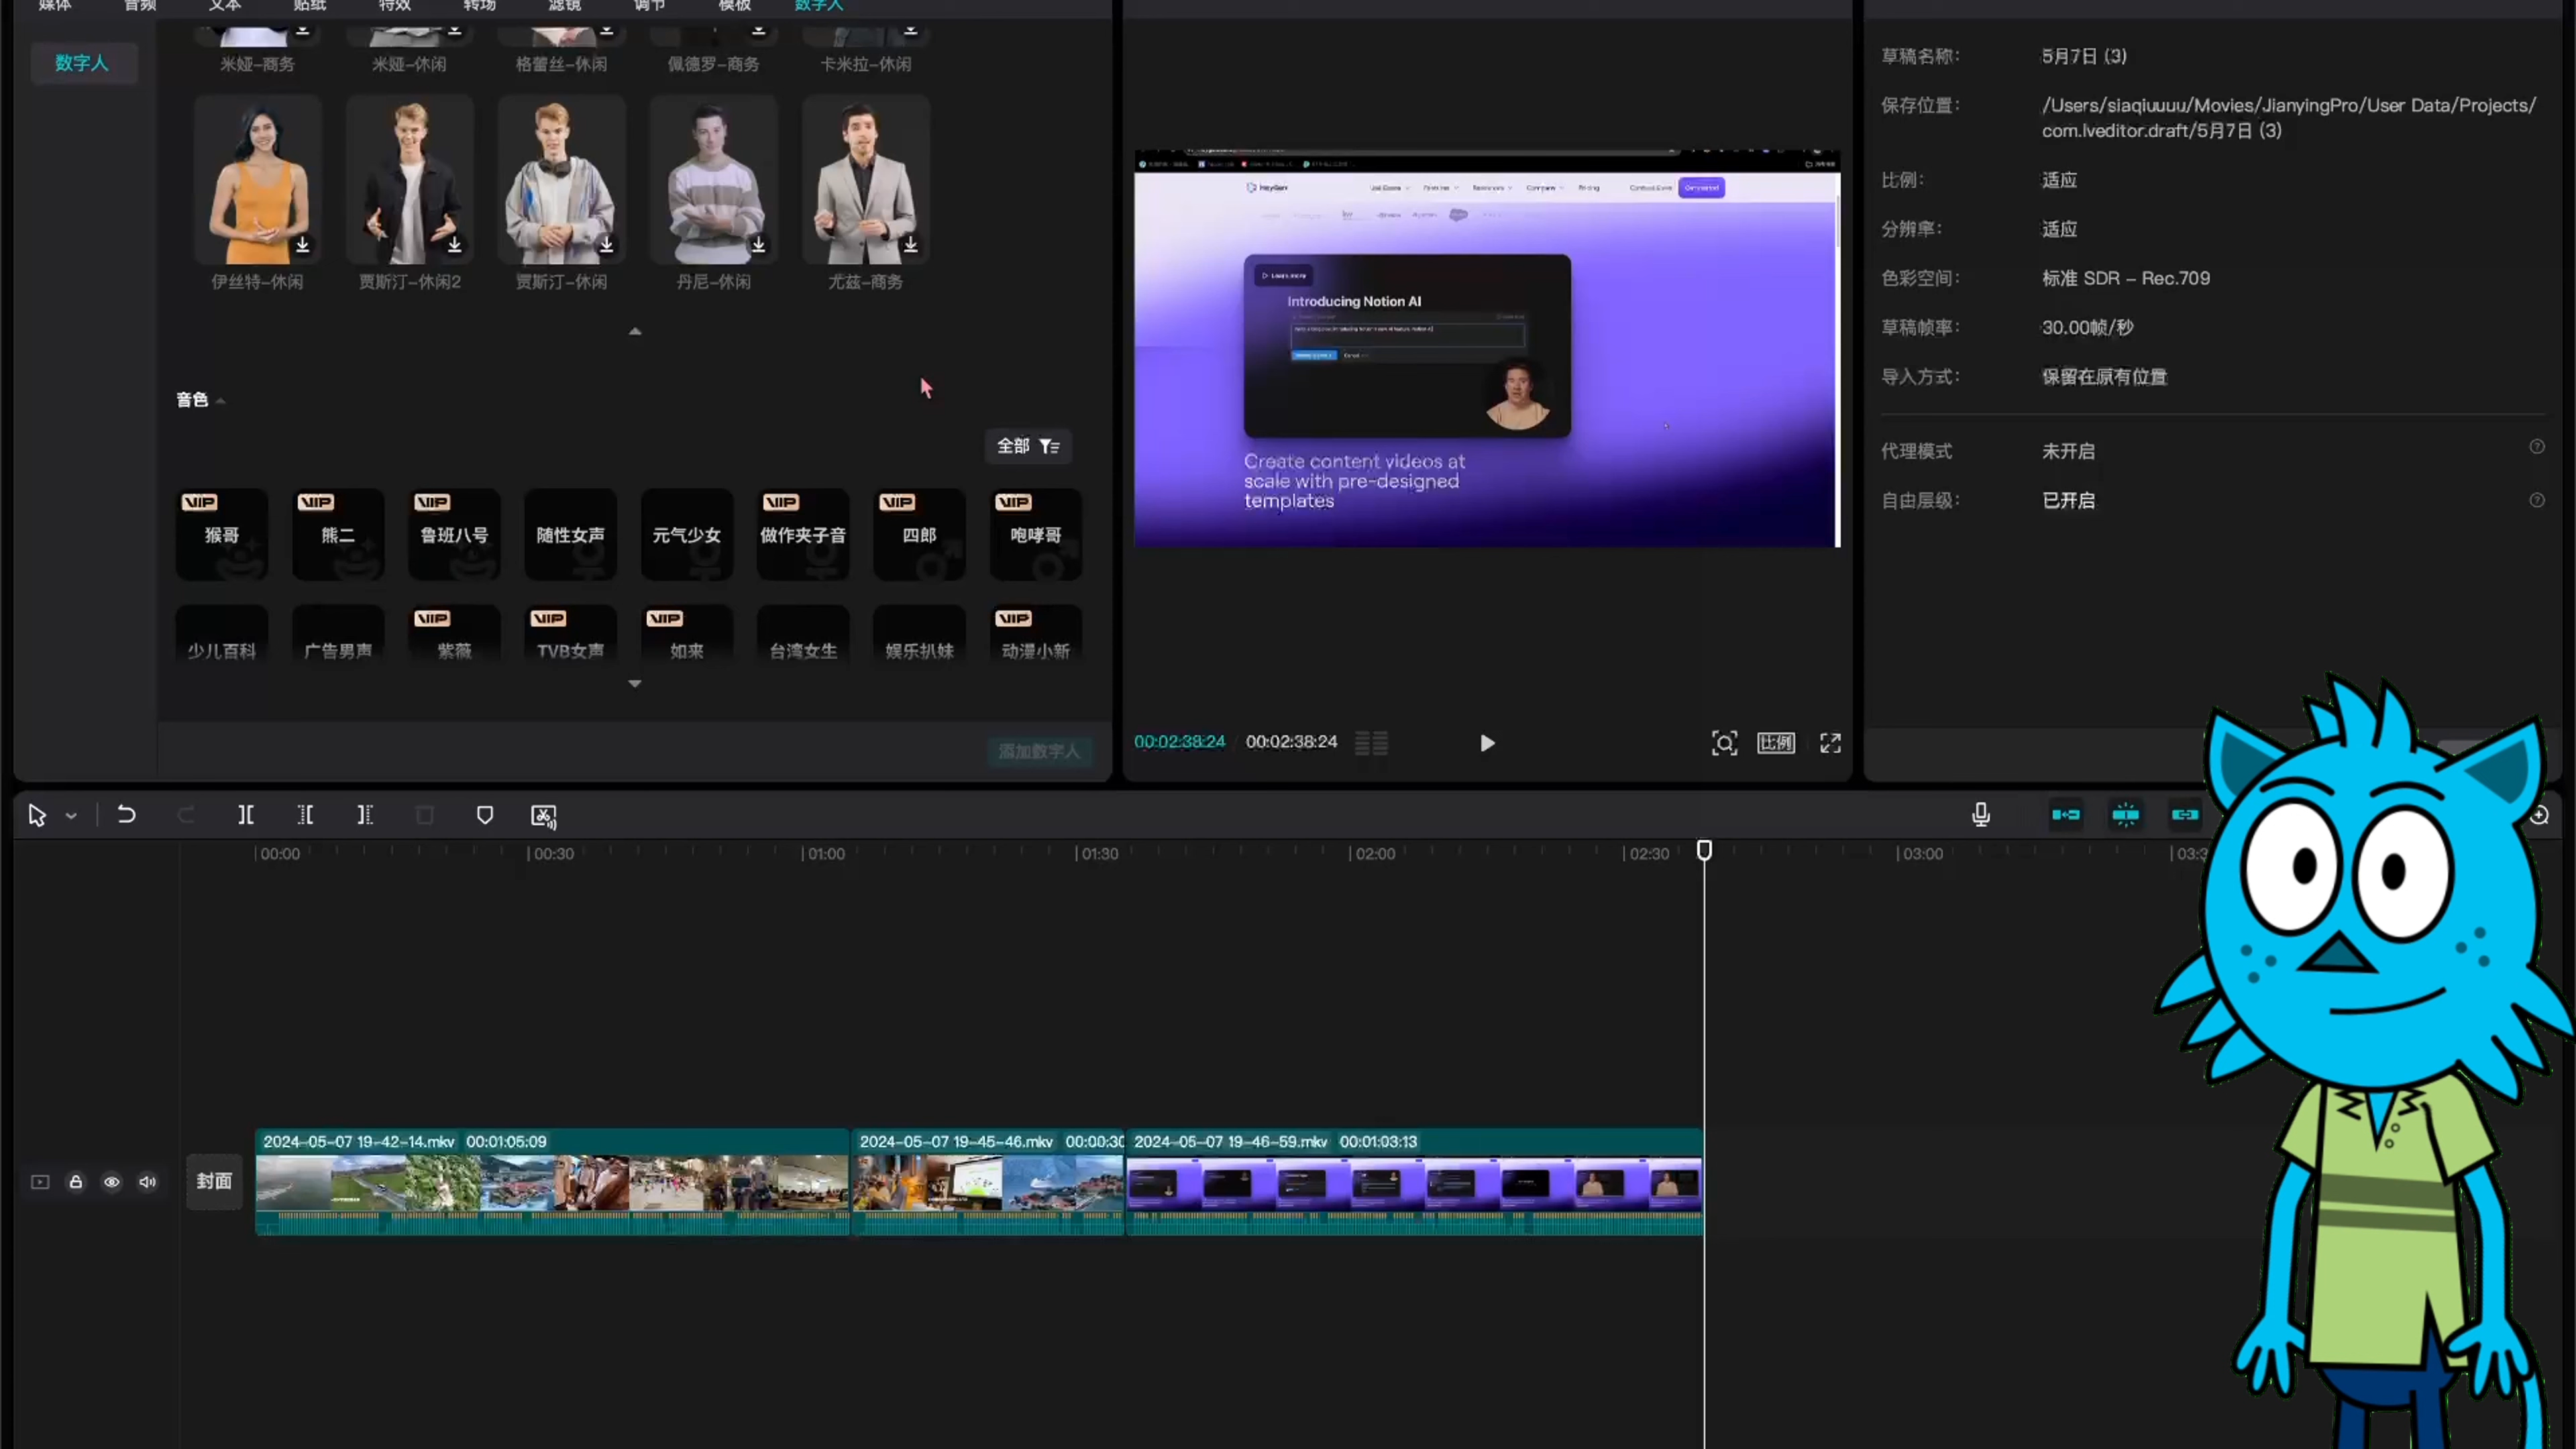 媒体 音频 文本 贴纸 特效 转场 滤镜 调节 模板 数字人
数字人
米娅-商务 米娅-休闲 格蕾丝-休闲 佩德罗-商务 卡米拉-休闲
伊丝特-休闲 贾斯汀-休闲2 贾斯汀-休闲 丹尼-休闲 尤兹-商务
音色
全部
VIP VIP VIP VIP VIP VIP
猴哥 熊二 鲁班八号 随性女声 元气少女 做作夹子音 四郎 咆哮哥
VIP VIP VIP VIP
少儿百科 广告男声 紫薇 TVB女声 如来 台湾女生 娱乐扒妹 动漫小新
添加数字人
HeyGen
Pricing
Learn more
Introducing Notion AI
Create content videos at
scale with pre-designed
templates
00:02:38:24 00:02:38:24
比例
草稿名称: 5月7日 (3)
保存位置: /Users/siaqiuuuu/Movies/JianyingPro/User Data/Projects/
com.lveditor.draft/5月7日 (3)
比例: 适应
分辨率: 适应
色彩空间: 标准 SDR – Rec.709
草稿帧率: 30.00帧/秒
导入方式: 保留在原有位置
代理模式 未开启
自由层级: 已开启
00:00 00:30 01:00 01:30 02:00 02:30 03:00 03:3
2024-05-07 19-42-14.mkv 00:01:05:09
2024-05-07 19-45-46.mkv 00:00:30
2024-05-07 19-46-59.mkv 00:01:03:13
封面